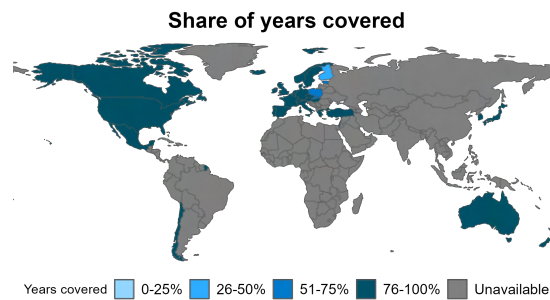 Share of years covered
Years covered 0-25% 26-50% 51-75% 76-100% Unavailable